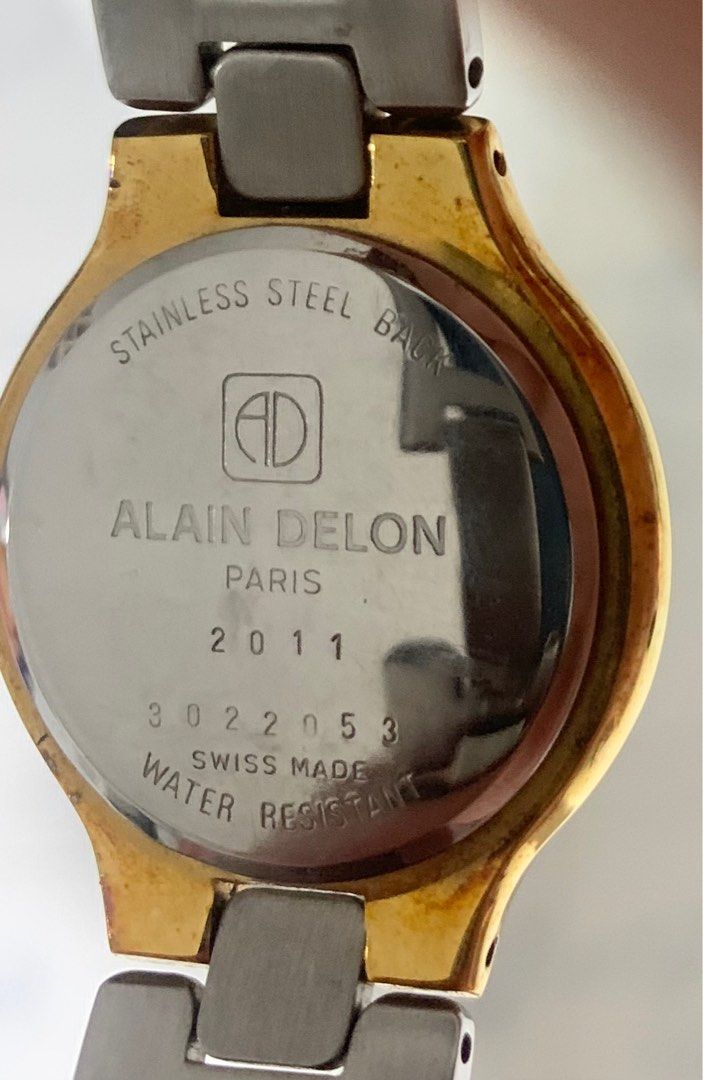 STAINLESS STEEL BACK
AD
ALAIN DELON
PARIS
2011
3022053
SWISS MADE
WATER RESISTANT